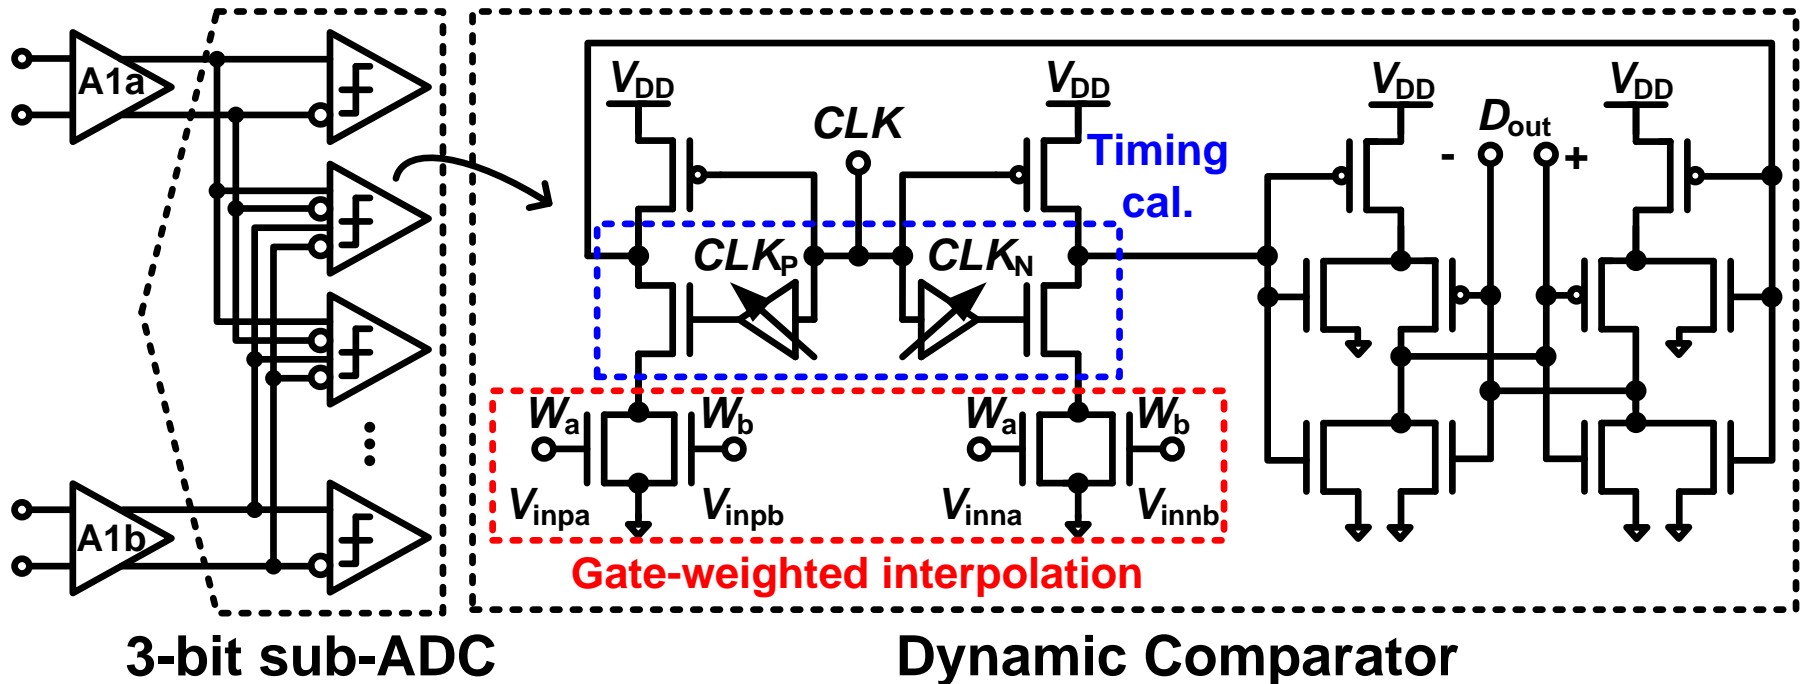 A1a
A1b
3-bit sub-ADC
VDD
VDD
VDD
VDD
CLK
Dout
- +
Timing
cal.
CLKP
CLKN
Wa
Wb
Wa
Wb
Vinpa
Vinpb
Vinna
Vinnb
Gate-weighted interpolation
Dynamic Comparator